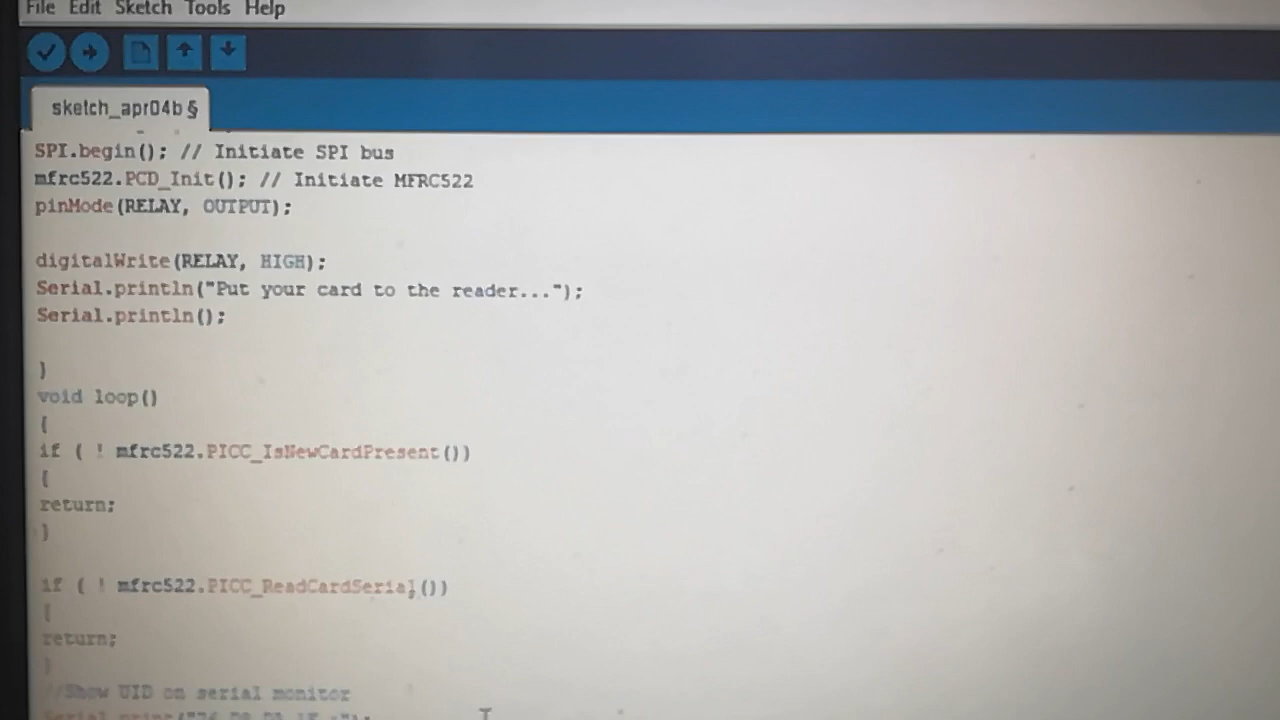 File Edit Sketch Tools Help
sketch_apr04b §
SPI.begin(); // Initiate SPI bus
mfrc522.PCD_Init(); // Initiate MFRC522
pinMode(RELAY, OUTPUT);
digitalWrite(RELAY, HIGH);
Serial.println("Put your card to the reader...");
Serial.println();
}
void loop()
{
if ( ! mfrc522.PICC_IsNewCardPresent())
{
return;
}
if ( ! mfrc522.PICC_ReadCardSerial())
{
return;
}
//Show UID on serial monitor